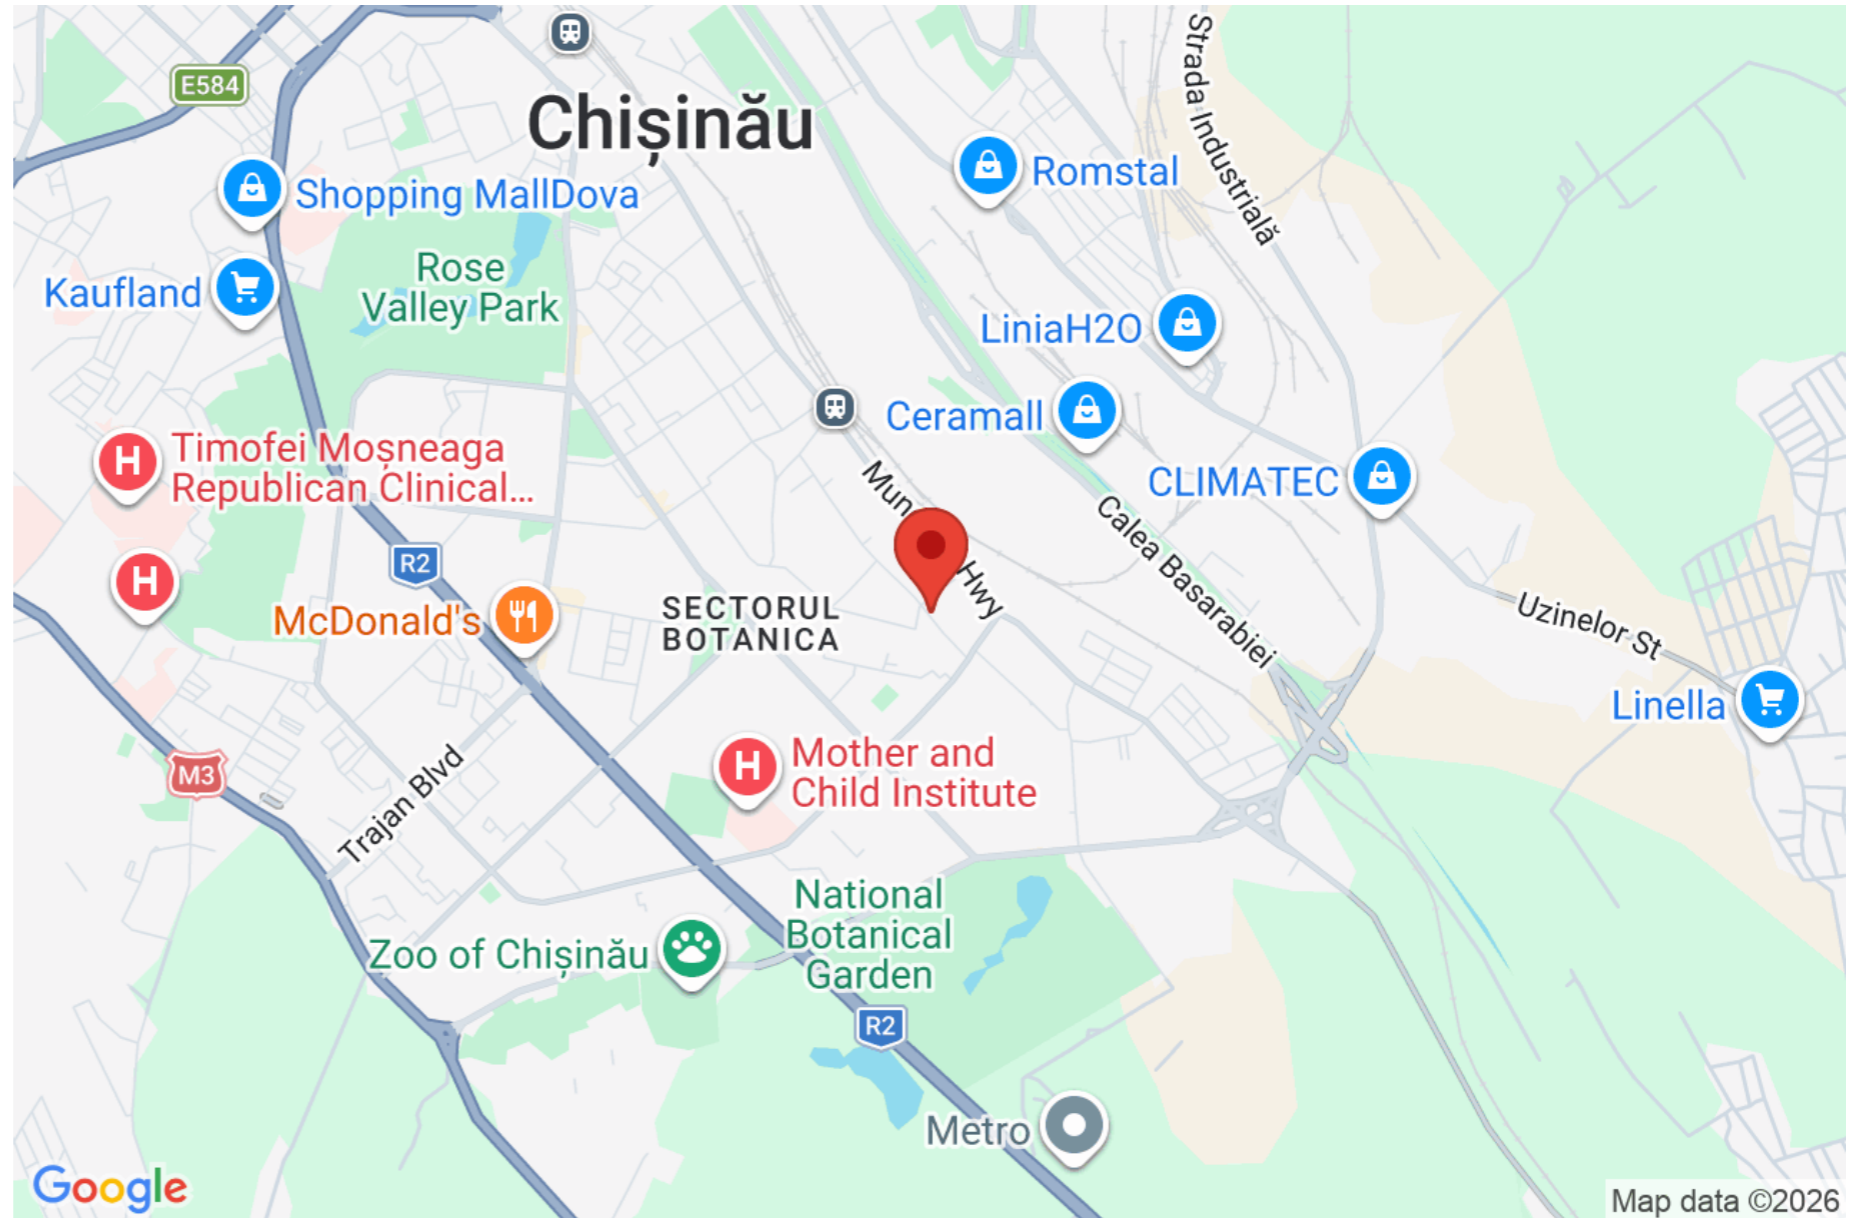 E584
Chișinău
Strada Industrială
Romstal
Shopping MallDova
Rose
Valley Park
Kaufland
LiniaH2O
Ceramall
Timofei Moșneaga
Republican Clinical...
H
CLIMATEC
Mun
Hwy
Calea Basarabiei
R2
H
McDonald's
SECTORUL
BOTANICA
Uzinelor St
Linella
M3
Trajan Blvd
H
Mother and
Child Institute
National
Botanical
Garden
Zoo of Chișinău
R2
Metro
Google
Map data ©2026